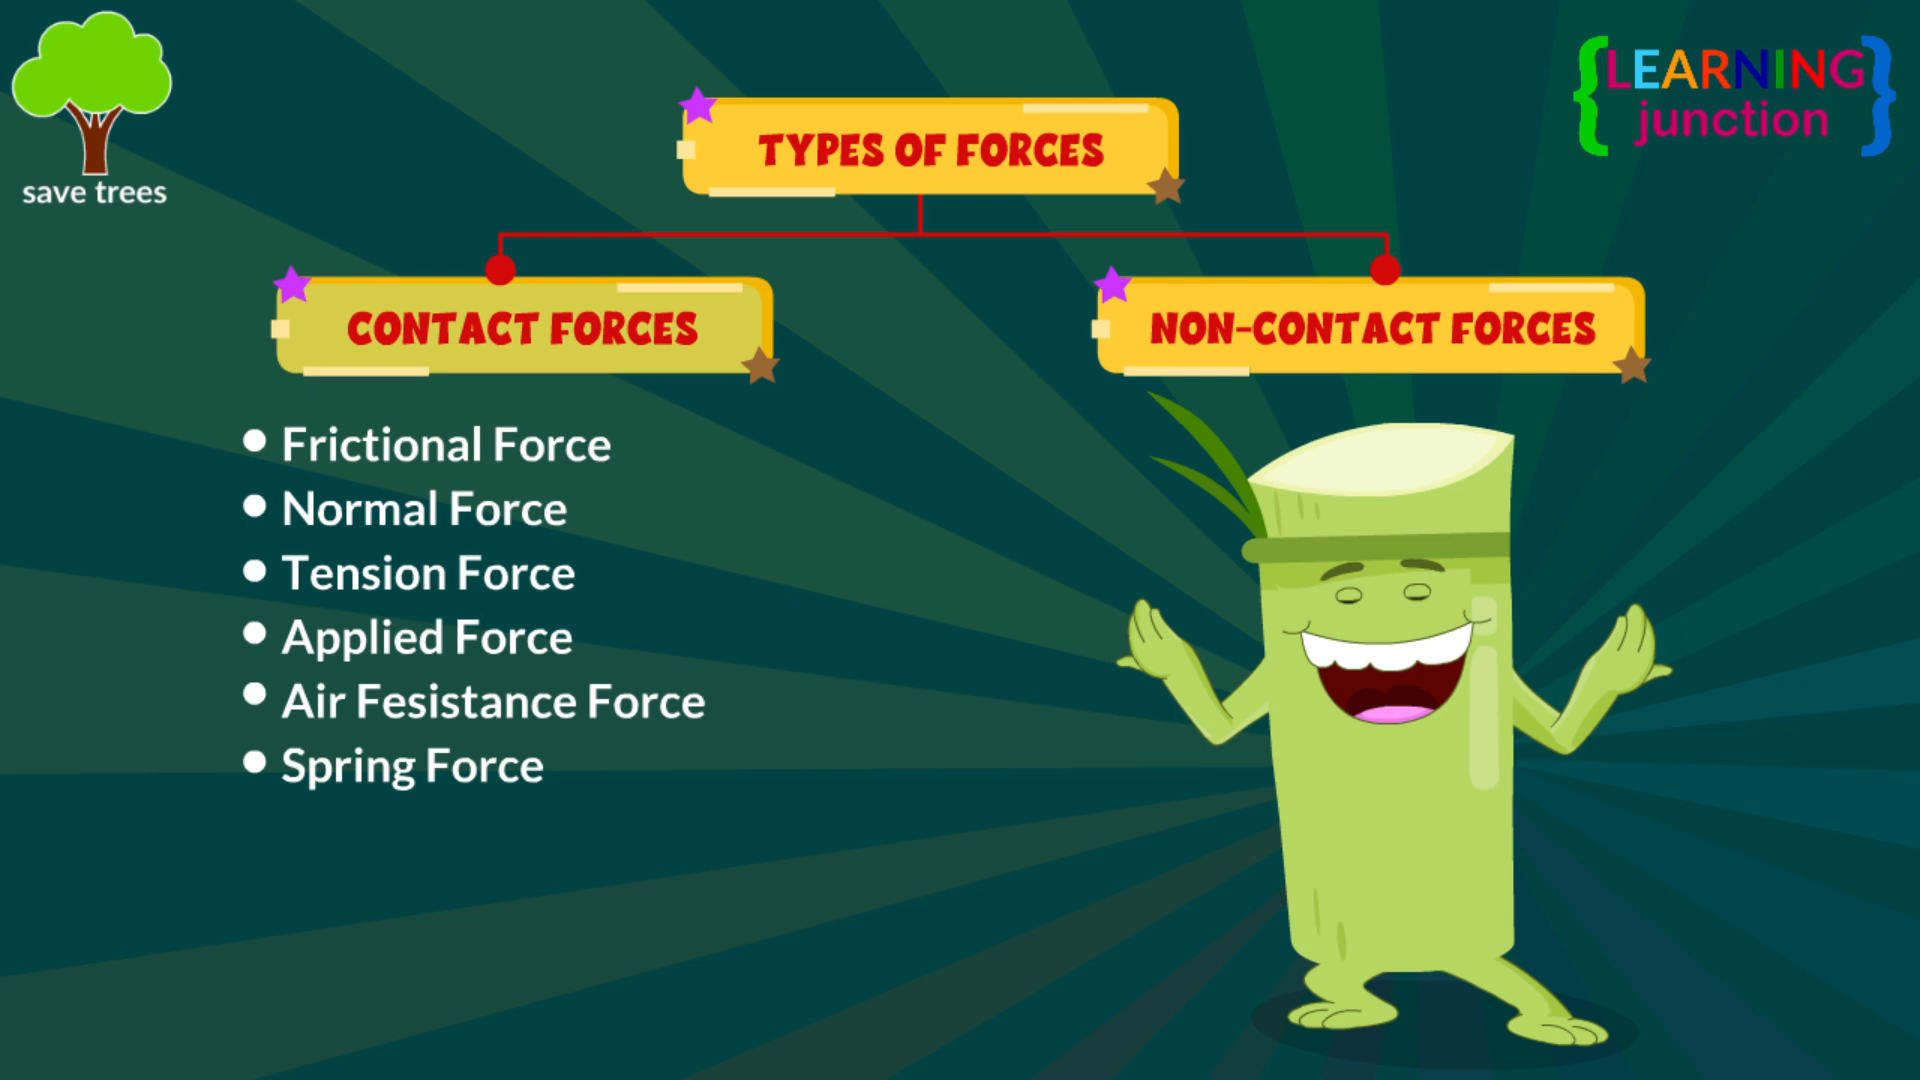 save trees
{LEARNING}
junction
TYPES OF FORCES
CONTACT FORCES
NON-CONTACT FORCES
• Frictional Force
• Normal Force
• Tension Force
• Applied Force
• Air Fesistance Force
• Spring Force